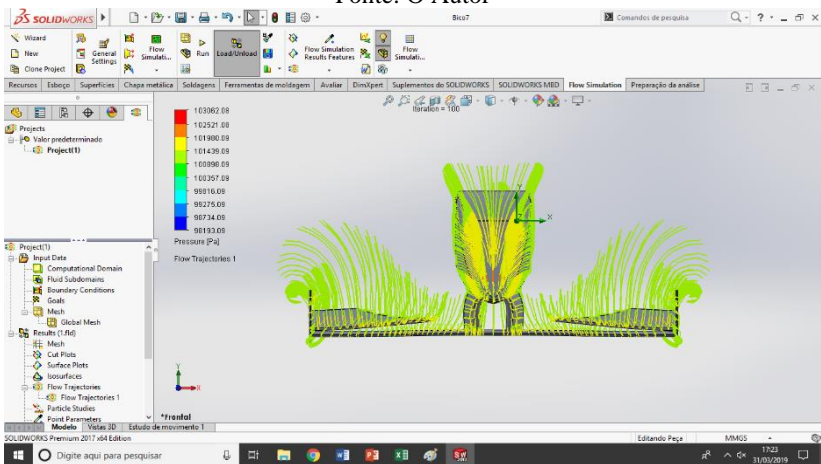 Fonte: O Autor
SOLIDWORKS
Bico7
Comandos de pesquisa
Wizard
New
Clone Project
General Settings
Flow Simulati...
Run
Load/Unload
Flow Simulation Results Features
Flow Simulati...
Recursos
Esboço
Superfícies
Chapa metálica
Soldagens
Ferramentas de moldagem
Avaliar
DimXpert
Suplementos do SOLIDWORKS
SOLIDWORKS MBD
Flow Simulation
Preparação da análise
Iteration = 100
Projects
Valor predeterminado
Project(1)
103062.08
102521.08
101980.09
101439.09
100898.09
100357.09
99816.09
99275.09
98734.09
98193.09
Pressure [Pa]
Flow Trajectories 1
Y
X
Project(1)
Input Data
Computational Domain
Fluid Subdomains
Boundary Conditions
Goals
Mesh
Global Mesh
Results (1.fld)
Mesh
Cut Plots
Surface Plots
Isosurfaces
Flow Trajectories
Flow Trajectories 1
Particle Studies
Point Parameters
Y
X
*Frontal
Modelo
Vistas 3D
Estudo de movimento 1
SOLIDWORKS Premium 2017 x64 Edition
Editando Peça
MMGS
Digite aqui para pesquisar
17:23
31/03/2019